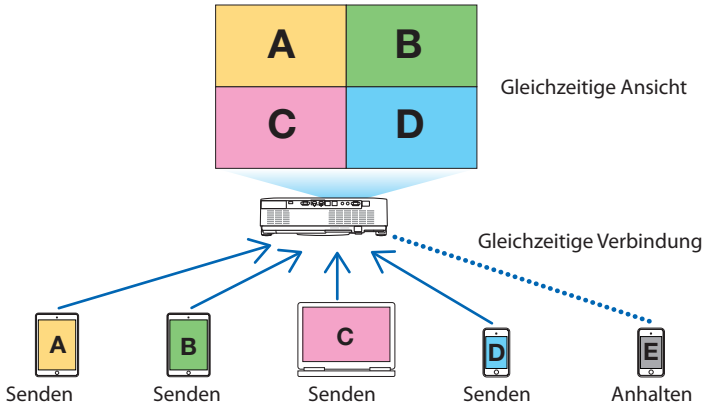 A B
Gleichzeitige Ansicht
C D
Gleichzeitige Verbindung
A B C D E
Senden Senden Senden Senden Anhalten